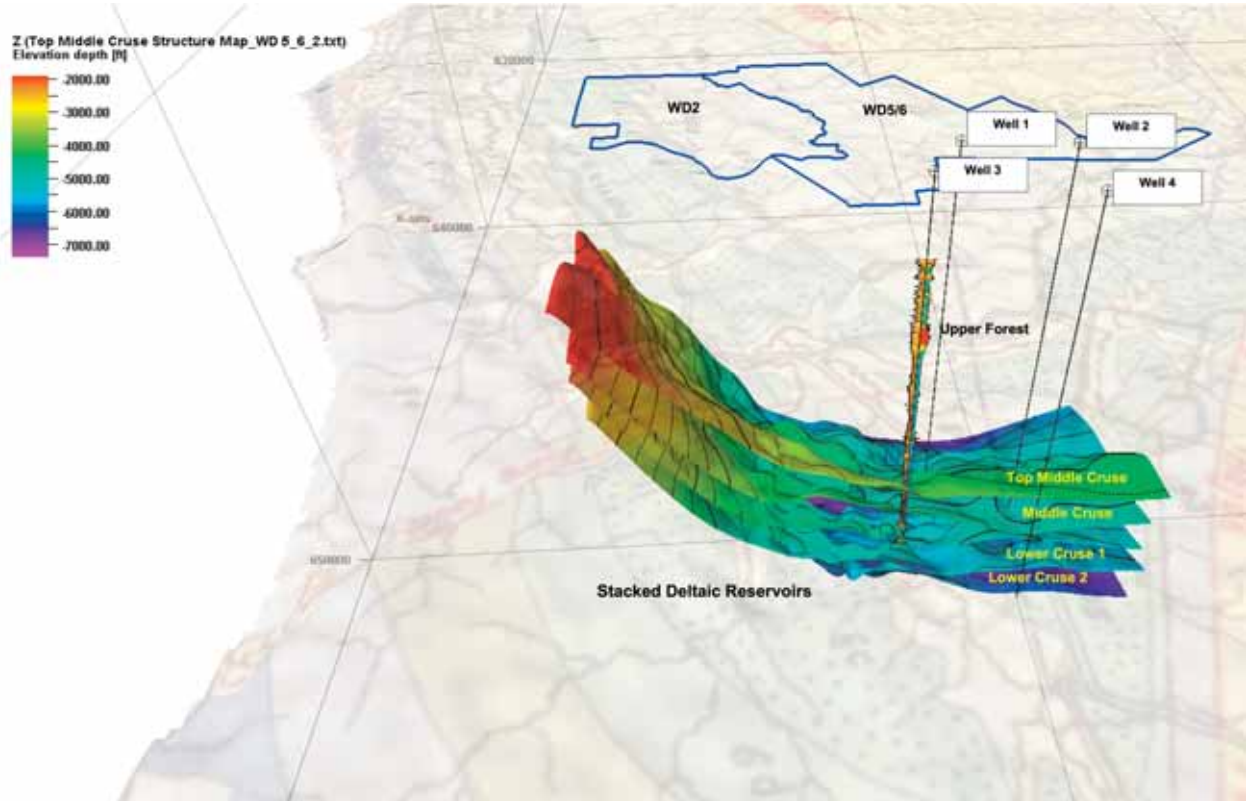 Z (Top Middle Cruse Structure Map_WD 5_6_2.txt)
Elevation depth [ft]
-2000.00
-3000.00
-4000.00
-5000.00
-6000.00
-7000.00
WD2
WD5/6
Well 1
Well 2
Well 3
Well 4
Upper Forest
Top Middle Cruse
Middle Cruse
Lower Cruse 1
Lower Cruse 2
Stacked Deltaic Reservoirs